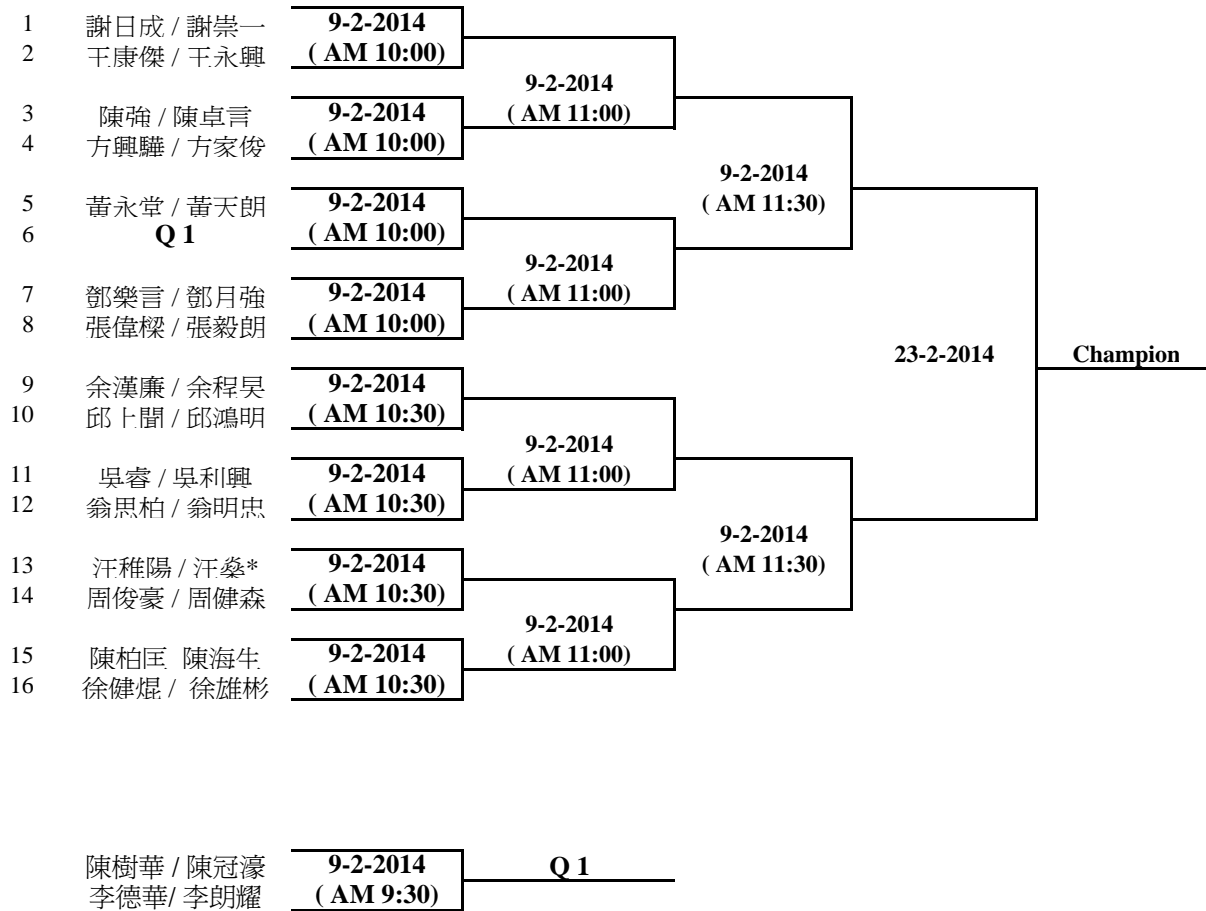 1 謝日成 / 謝崇一 9-2-2014
2 王康傑 / 王永興 ( AM 10:00)
9-2-2014
3 陳強 / 陳卓言 9-2-2014 ( AM 11:00)
4 方興驊 / 方家俊 ( AM 10:00)
9-2-2014
5 黃永堂 / 黃天朗 9-2-2014 ( AM 11:30)
6 Q 1 ( AM 10:00)
9-2-2014
7 鄧樂言 / 鄧月強 9-2-2014 ( AM 11:00)
8 張偉樑 / 張毅朗 ( AM 10:00)
23-2-2014 Champion
9 余漢廉 / 余程昊 9-2-2014
10 邱上聞 / 邱鴻明 ( AM 10:30)
9-2-2014
11 吳睿 / 吳利興 9-2-2014 ( AM 11:00)
12 翁思柏 / 翁明忠 ( AM 10:30)
9-2-2014
13 汪稚陽 / 汪燊* 9-2-2014 ( AM 11:30)
14 周俊豪 / 周健森 ( AM 10:30)
9-2-2014
15 陳柏匡 陳海生 9-2-2014 ( AM 11:00)
16 徐健焜 / 徐雄彬 ( AM 10:30)
陳樹華 / 陳冠濠 9-2-2014 Q 1
李德華/ 李朗耀 ( AM 9:30)